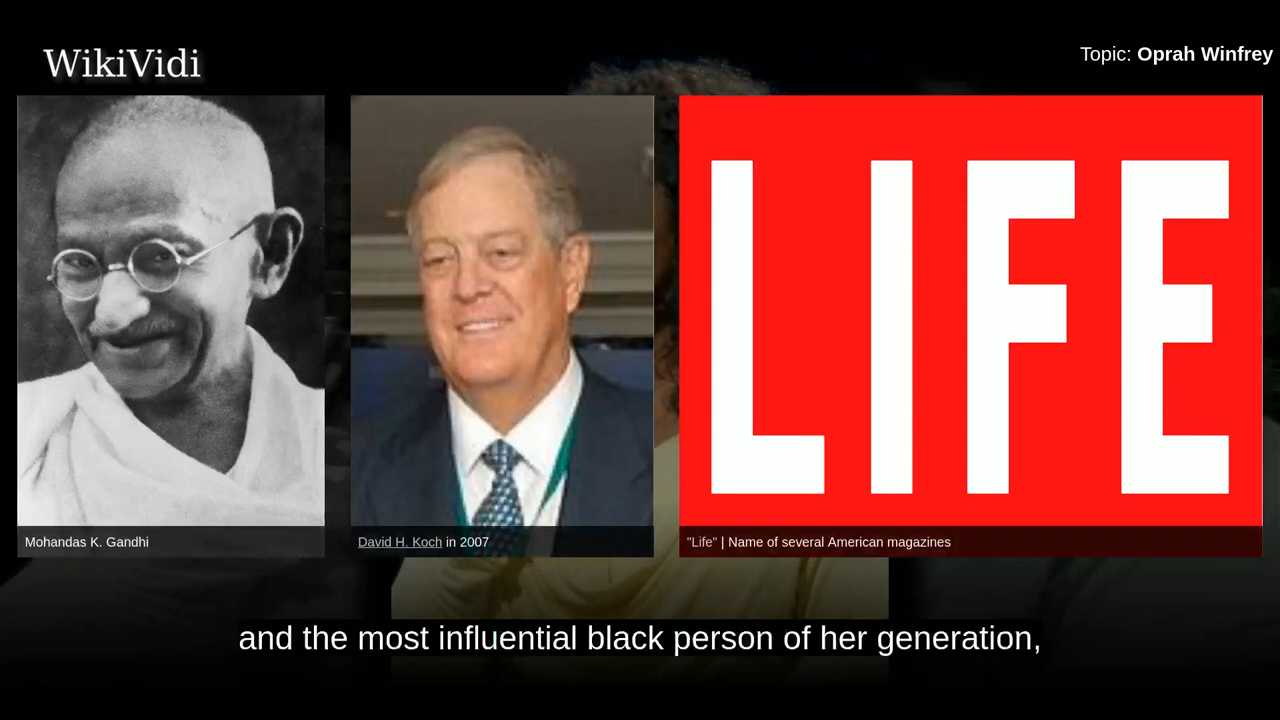 WikiVidi
Topic: Oprah Winfrey
LIFE
Mohandas K. Gandhi
David H. Koch in 2007
"Life" | Name of several American magazines
and the most influential black person of her generation,